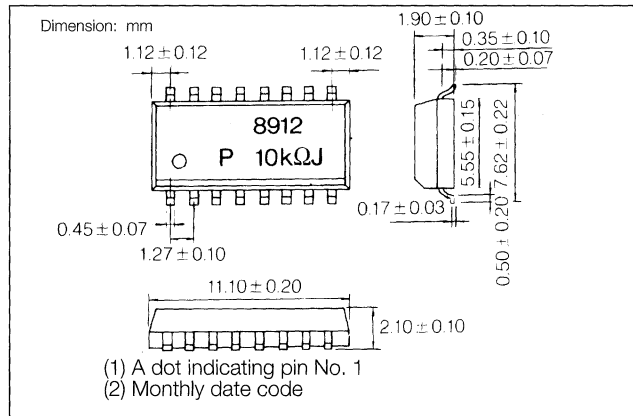 Dimension: mm
1.90 ± 0.10
0.35 ± 0.10
1.12 ± 0.12
1.12 ± 0.12
0.20 ± 0.07
8912
P 10kΩJ
5.55 ± 0.15
7.62 ± 0.22
0.17 ± 0.03
0.50 ± 0.20
0.45 ± 0.07
1.27 ± 0.10
11.10 ± 0.20
2.10 ± 0.10
(1) A dot indicating pin No. 1
(2) Monthly date code